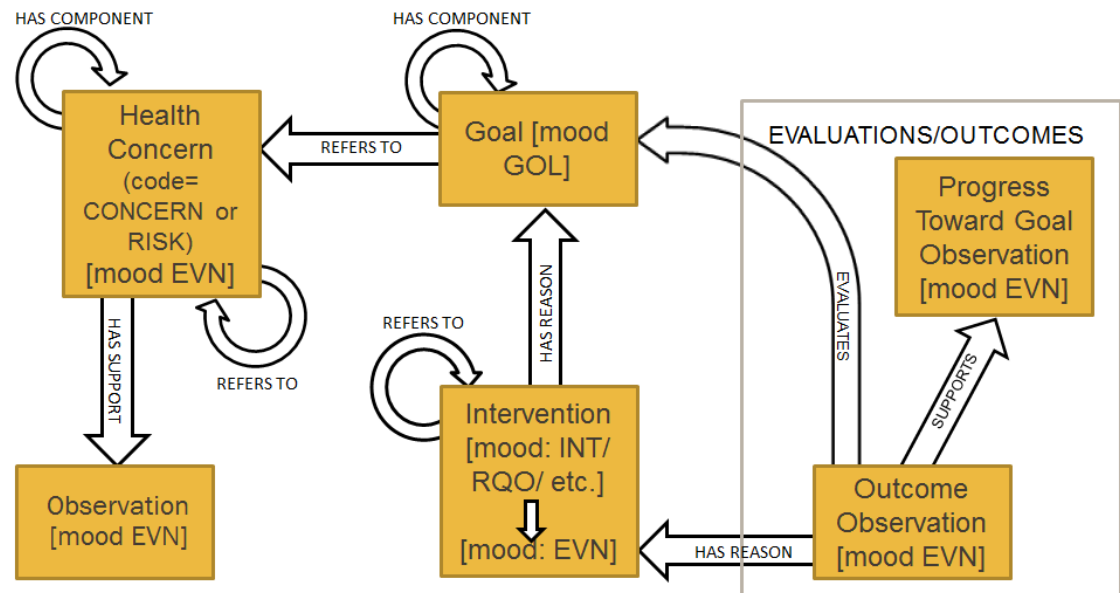 HAS COMPONENT
HAS COMPONENT
Health
Concern
(code=
CONCERN or
RISK)
[mood EVN]
REFERS TO
Goal [mood
GOL]
EVALUATIONS/OUTCOMES
Progress
Toward Goal
Observation
[mood EVN]
HAS SUPPORT
REFERS TO
HAS REASON
EVALUATES
SUPPORTS
REFERS TO
Intervention
[mood: INT/
RQO/ etc.]
[mood: EVN]
Observation
[mood EVN]
HAS REASON
Outcome
Observation
[mood EVN]